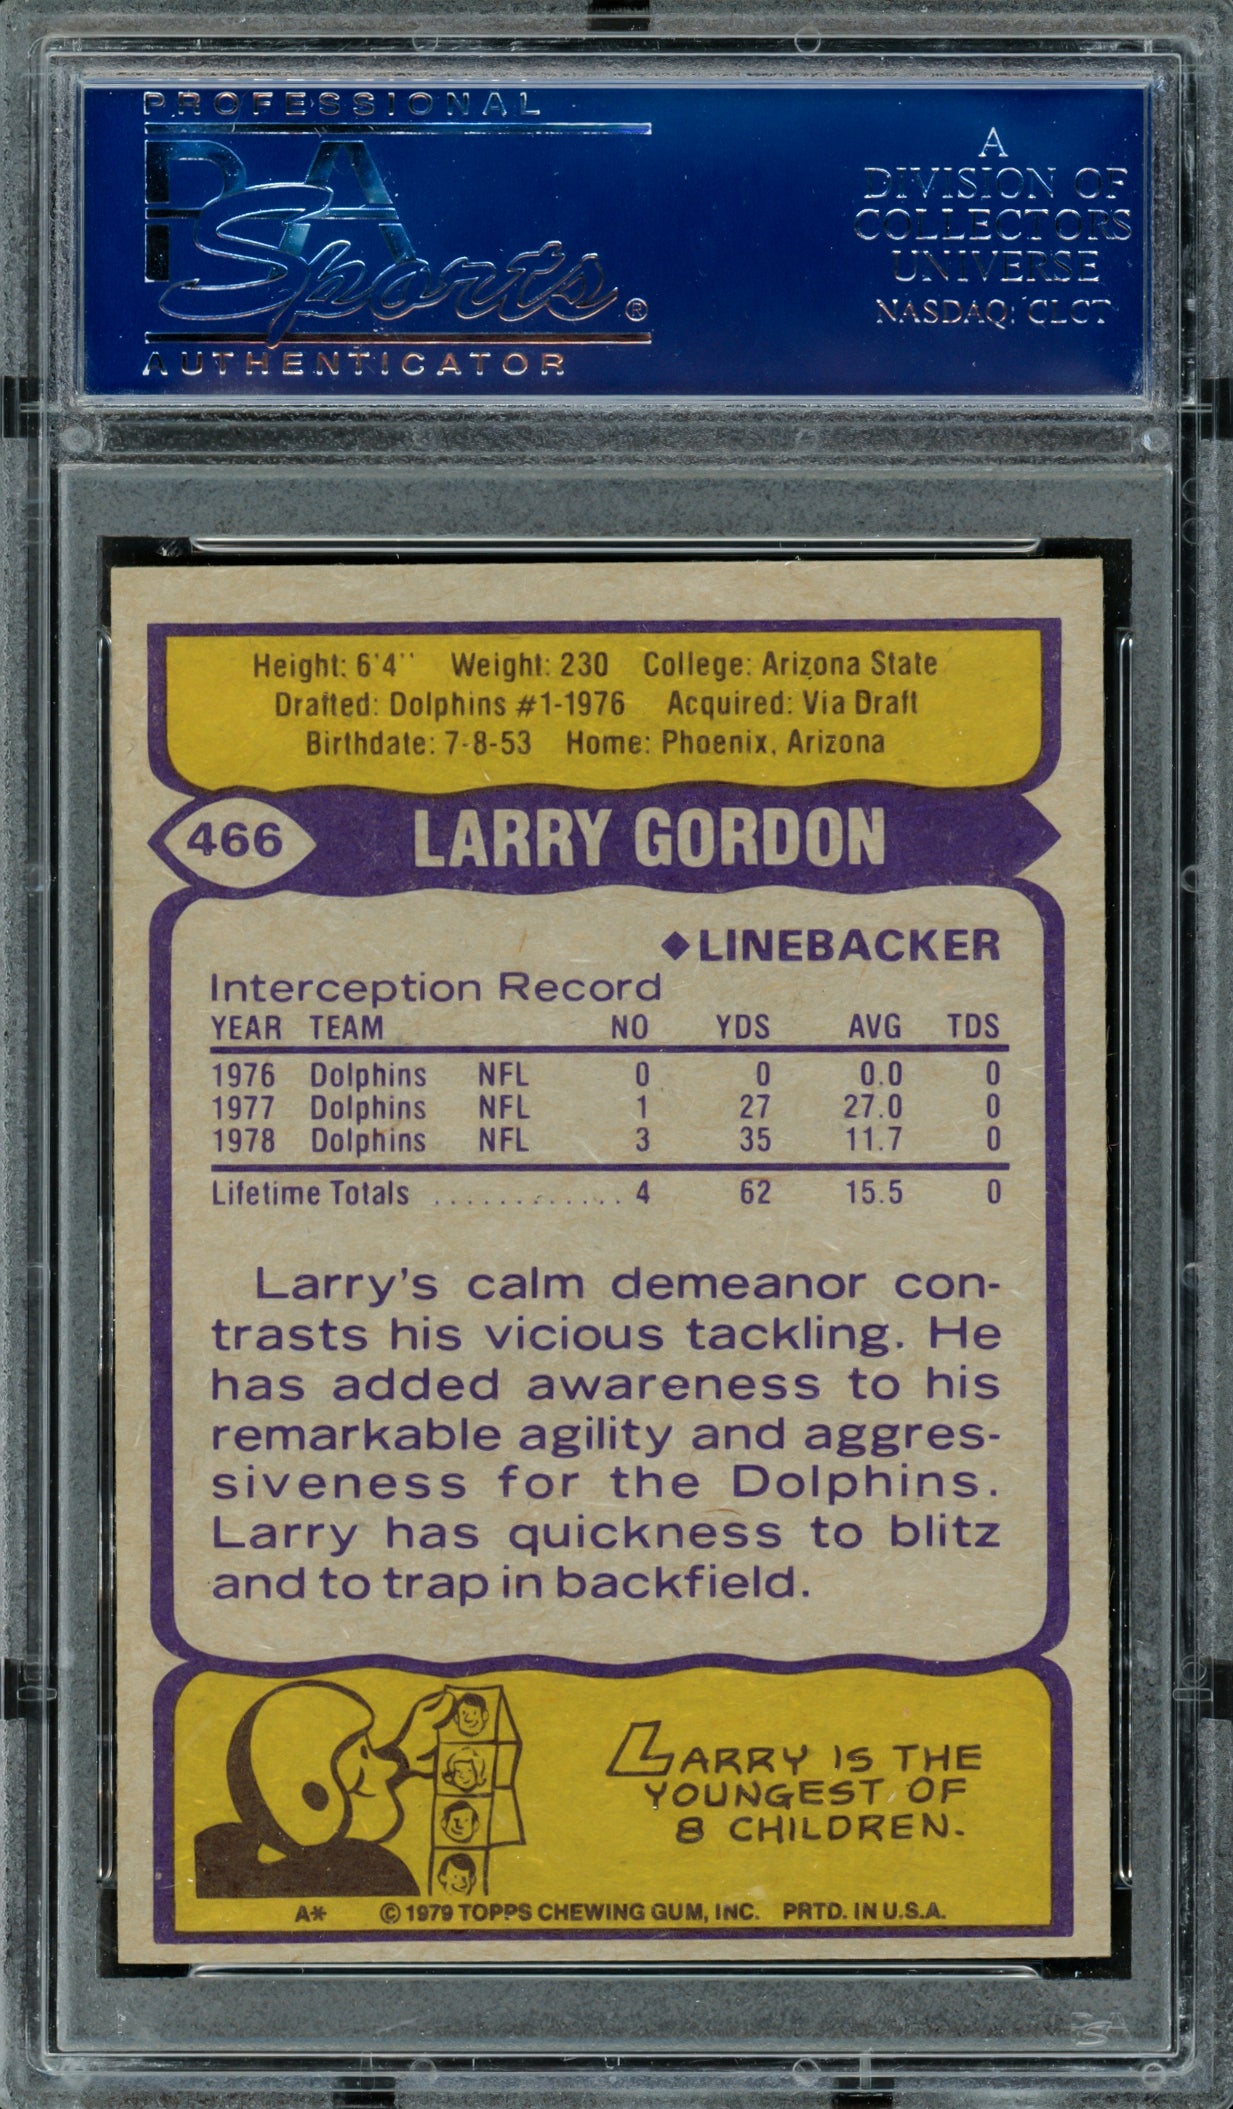 PROFESSIONAL
PSA
Sports®
AUTHENTICATOR
A
DIVISION OF
COLLECTORS
UNIVERSE
NASDAQ: CLCT
Height: 6'4'' Weight: 230 College: Arizona State
Drafted: Dolphins #1-1976 Acquired: Via Draft
Birthdate: 7-8-53 Home: Phoenix, Arizona
466 LARRY GORDON
◆LINEBACKER
Interception Record
YEAR TEAM NO YDS AVG TDS
1976 Dolphins NFL 0 0 0.0 0
1977 Dolphins NFL 1 27 27.0 0
1978 Dolphins NFL 3 35 11.7 0
Lifetime Totals ............. 4 62 15.5 0
Larry's calm demeanor con-
trasts his vicious tackling. He
has added awareness to his
remarkable agility and aggres-
siveness for the Dolphins.
Larry has quickness to blitz
and to trap in backfield.
LARRY IS THE
YOUNGEST OF
8 CHILDREN.
A* © 1979 TOPPS CHEWING GUM, INC. PRTD. IN U.S.A.
PSA